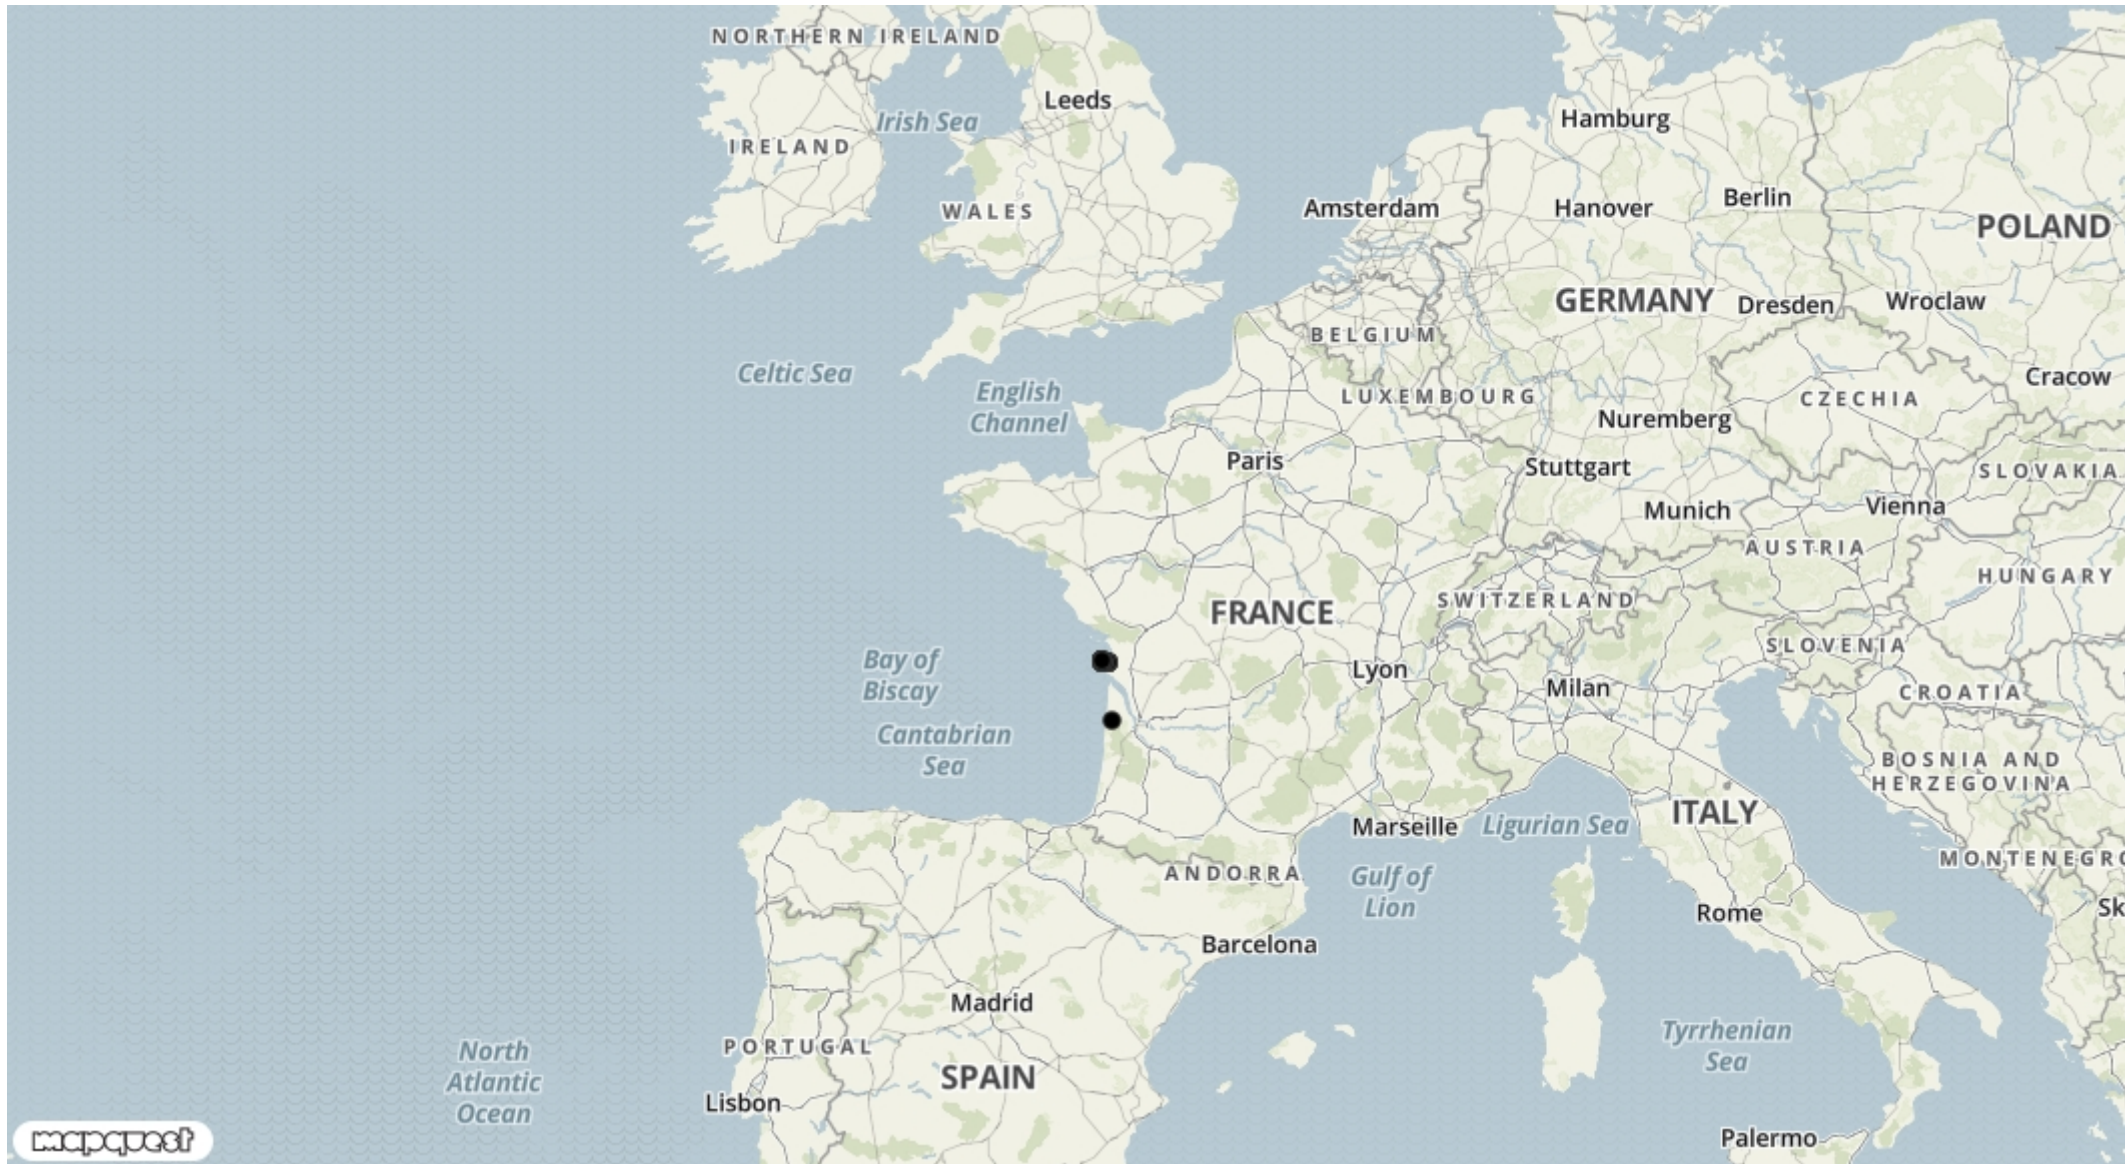 NORTHERN IRELAND
Leeds
Irish Sea
Hamburg
IRELAND
Berlin
Amsterdam
Hanover
WALES
POLAND
GERMANY
Dresden
Wroclaw
BELGIUM
Celtic Sea
Cracow
English
Channel
LUXEMBOURG
CZECHIA
Nuremberg
Paris
Stuttgart
SLOVAKIA
Munich
Vienna
AUSTRIA
HUNGARY
SWITZERLAND
FRANCE
SLOVENIA
Bay of
Biscay
Lyon
Milan
CROATIA
Cantabrian
Sea
BOSNIA AND
HERZEGOVINA
ITALY
Marseille
Ligurian Sea
MONTENEGRO
ANDORRA
Gulf of
Lion
Sk
Rome
Barcelona
Madrid
Tyrrhenian
Sea
PORTUGAL
North
Atlantic
Ocean
SPAIN
Lisbon
mapquest
Palermo